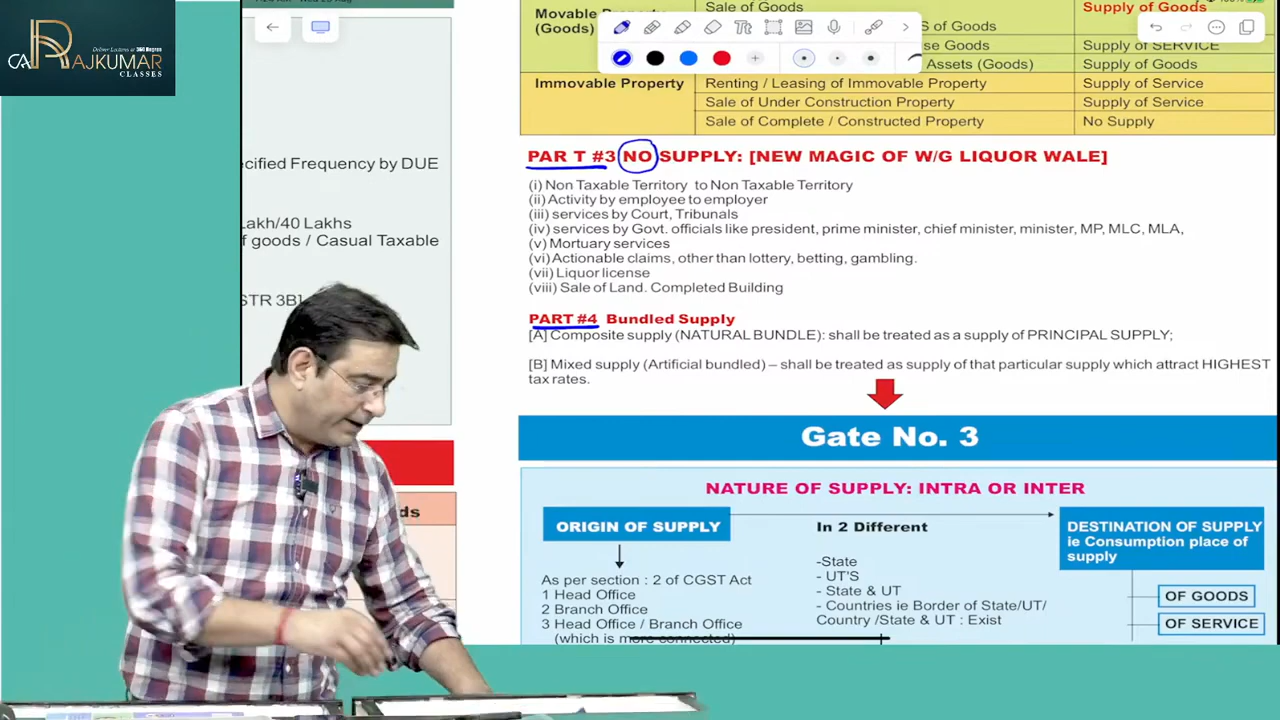 Deliver Lectures at 360 Degree
CA RAJKUMAR
CLASSES
cified Frequency by DUE
Lakh/40 Lakhs
f goods / Casual Taxable
STR 3B]
ds
Movable
(Goods)
Sale of Goods
Supply of Goods
S of Goods
se Goods
Supply of SERVICE
Assets (Goods)
Supply of Goods
Immovable Property
Renting / Leasing of Immovable Property
Supply of Service
Sale of Under Construction Property
Supply of Service
Sale of Complete / Constructed Property
No Supply
PAR T #3 NO SUPPLY: [NEW MAGIC OF W/G LIQUOR WALE]
(i) Non Taxable Territory to Non Taxable Territory
(ii) Activity by employee to employer
(iii) services by Court, Tribunals
(iv) services by Govt. officials like president, prime minister, chief minister, minister, MP, MLC, MLA,
(v) Mortuary services
(vi) Actionable claims, other than lottery, betting, gambling.
(vii) Liquor license
(viii) Sale of Land. Completed Building
PART #4 Bundled Supply
[A] Composite supply (NATURAL BUNDLE): shall be treated as a supply of PRINCIPAL SUPPLY;
[B] Mixed supply (Artificial bundled) – shall be treated as supply of that particular supply which attract HIGHEST
tax rates.
Gate No. 3
NATURE OF SUPPLY: INTRA OR INTER
ORIGIN OF SUPPLY
In 2 Different
DESTINATION OF SUPPLY
ie Consumption place of
supply
As per section : 2 of CGST Act
1 Head Office
2 Branch Office
3 Head Office / Branch Office
(which is more connected)
-State
- UT'S
- State & UT
- Countries ie Border of State/UT/
Country /State & UT : Exist
OF GOODS
OF SERVICE